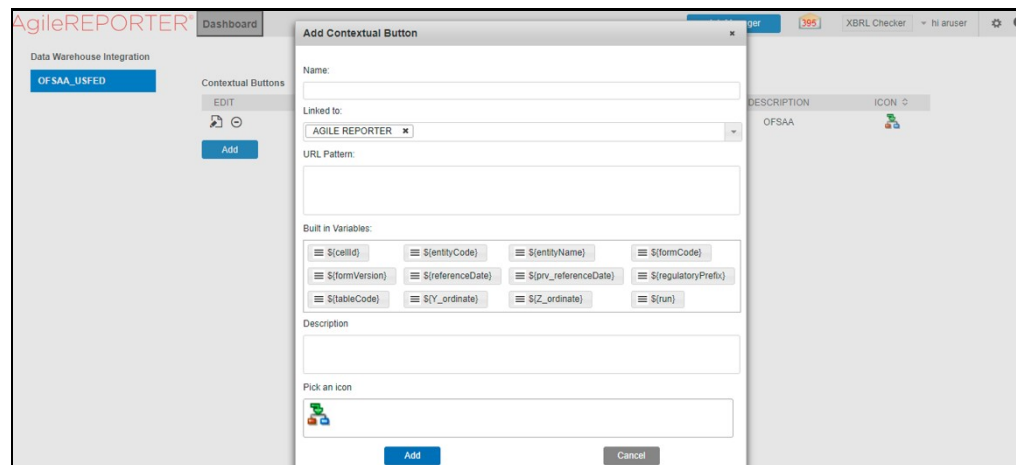 AgileREPORTER® Dashboard ger 395 XBRL Checker hi aruser
Data Warehouse Integration
OFSAA_USFED
Contextual Buttons
EDIT DESCRIPTION ICON
OFSAA
Add
Add Contextual Button
Name:
Linked to:
AGILE REPORTER
URL Pattern:
Built in Variables:
${cellId} ${entityCode} ${entityName} ${formCode}
${formVersion} ${referenceDate} ${prv_referenceDate} ${regulatoryPrefix}
${tableCode} ${Y_ordinate} ${Z_ordinate} ${run}
Description
Pick an icon
Add Cancel